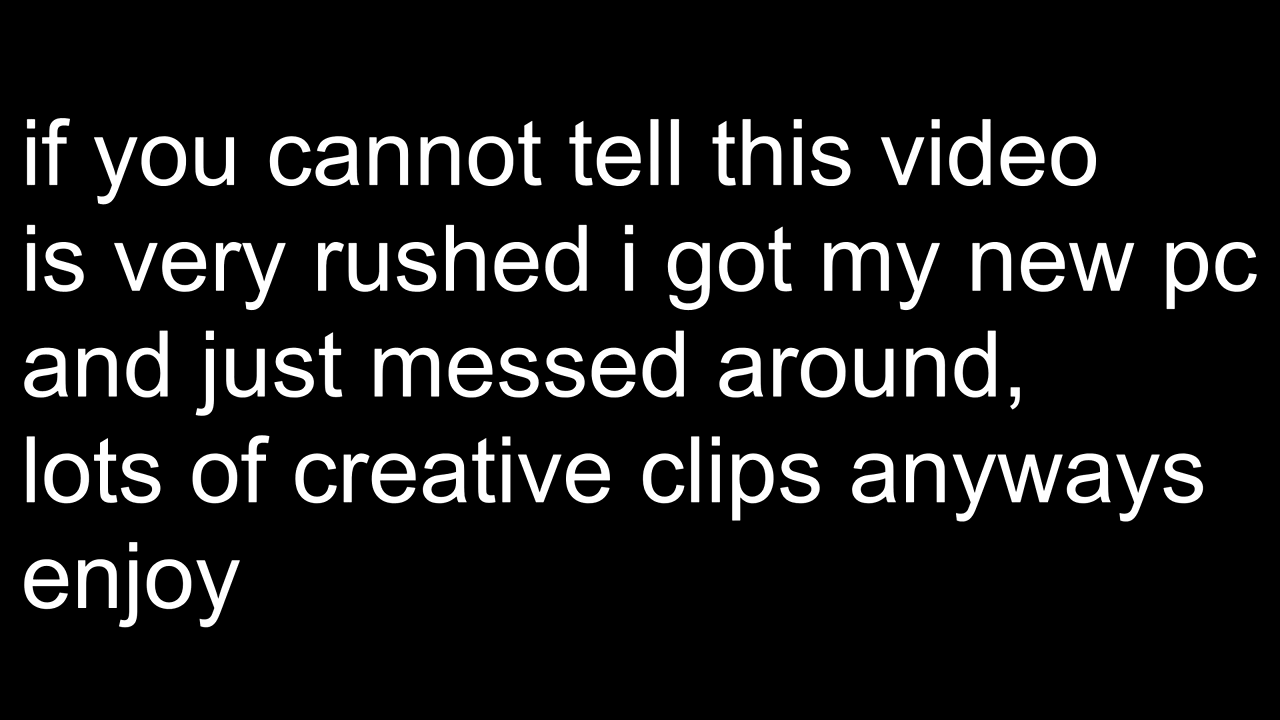 if you cannot tell this video
is very rushed i got my new pc
and just messed around,
lots of creative clips anyways
enjoy